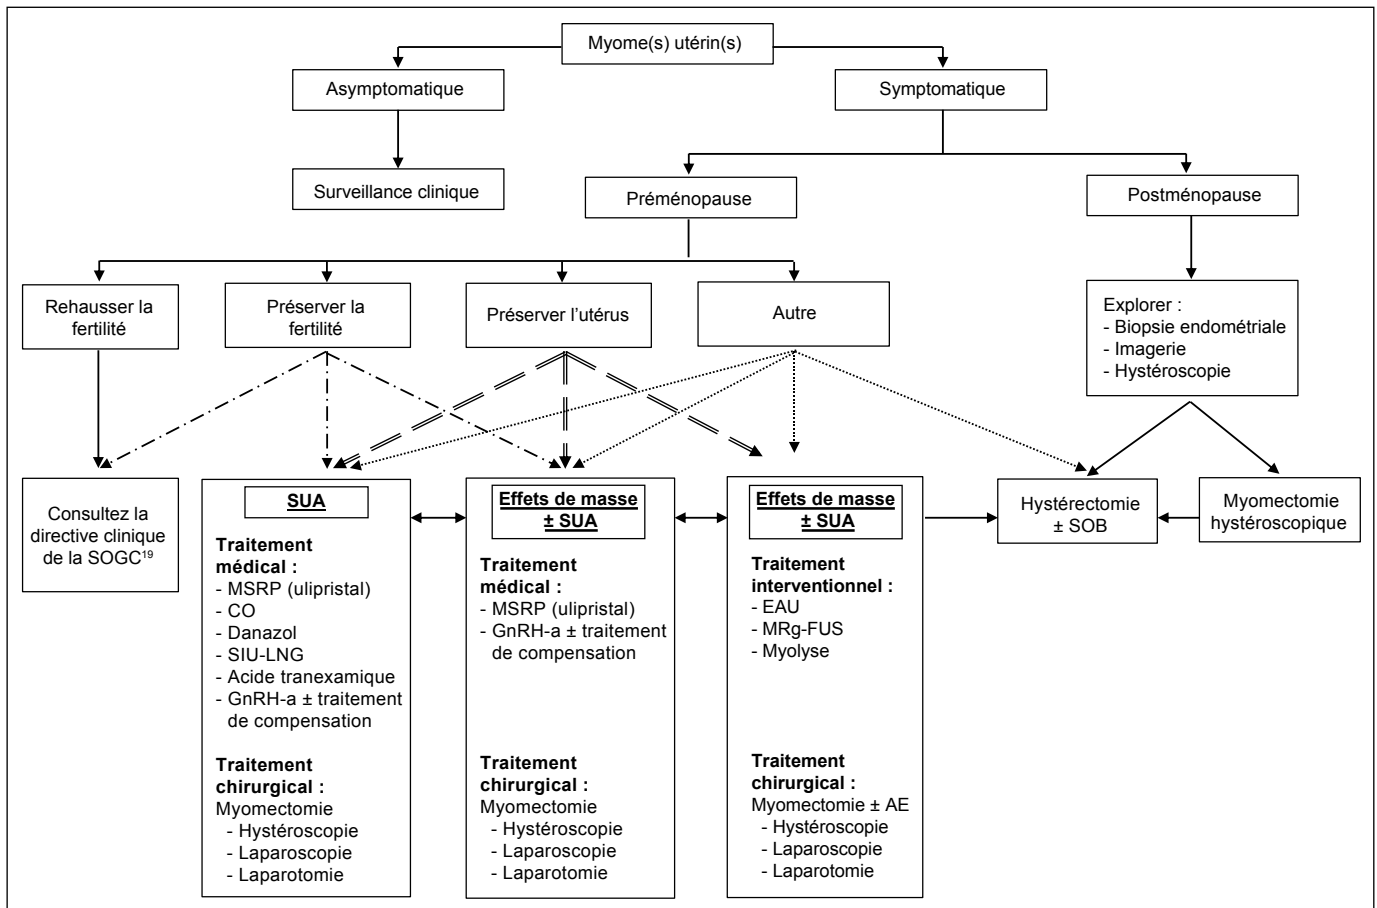 Myome(s) utérin(s)
Asymptomatique
Symptomatique
Surveillance clinique
Préménopause
Postménopause
Rehausser la
fertilité
Préserver la
fertilité
Préserver l'utérus
Autre
Explorer :
- Biopsie endométriale
- Imagerie
- Hystéroscopie
Consultez la
directive clinique
de la SOGC19
SUA
Traitement
médical :
- MSRP (ulipristal)
- CO
- Danazol
- SIU-LNG
- Acide tranexamique
- GnRH-a ± traitement
de compensation
Traitement
chirurgical :
Myomectomie
- Hystéroscopie
- Laparoscopie
- Laparotomie
Effets de masse
± SUA
Traitement
médical :
- MSRP (ulipristal)
- GnRH-a ± traitement
de compensation
Traitement
chirurgical :
Myomectomie
- Hystéroscopie
- Laparoscopie
- Laparotomie
Effets de masse
± SUA
Traitement
interventionnel :
- EAU
- MRg-FUS
- Myolyse
Traitement
chirurgical :
Myomectomie ± AE
- Hystéroscopie
- Laparoscopie
- Laparotomie
Hystérectomie
± SOB
Myomectomie
hystéroscopique